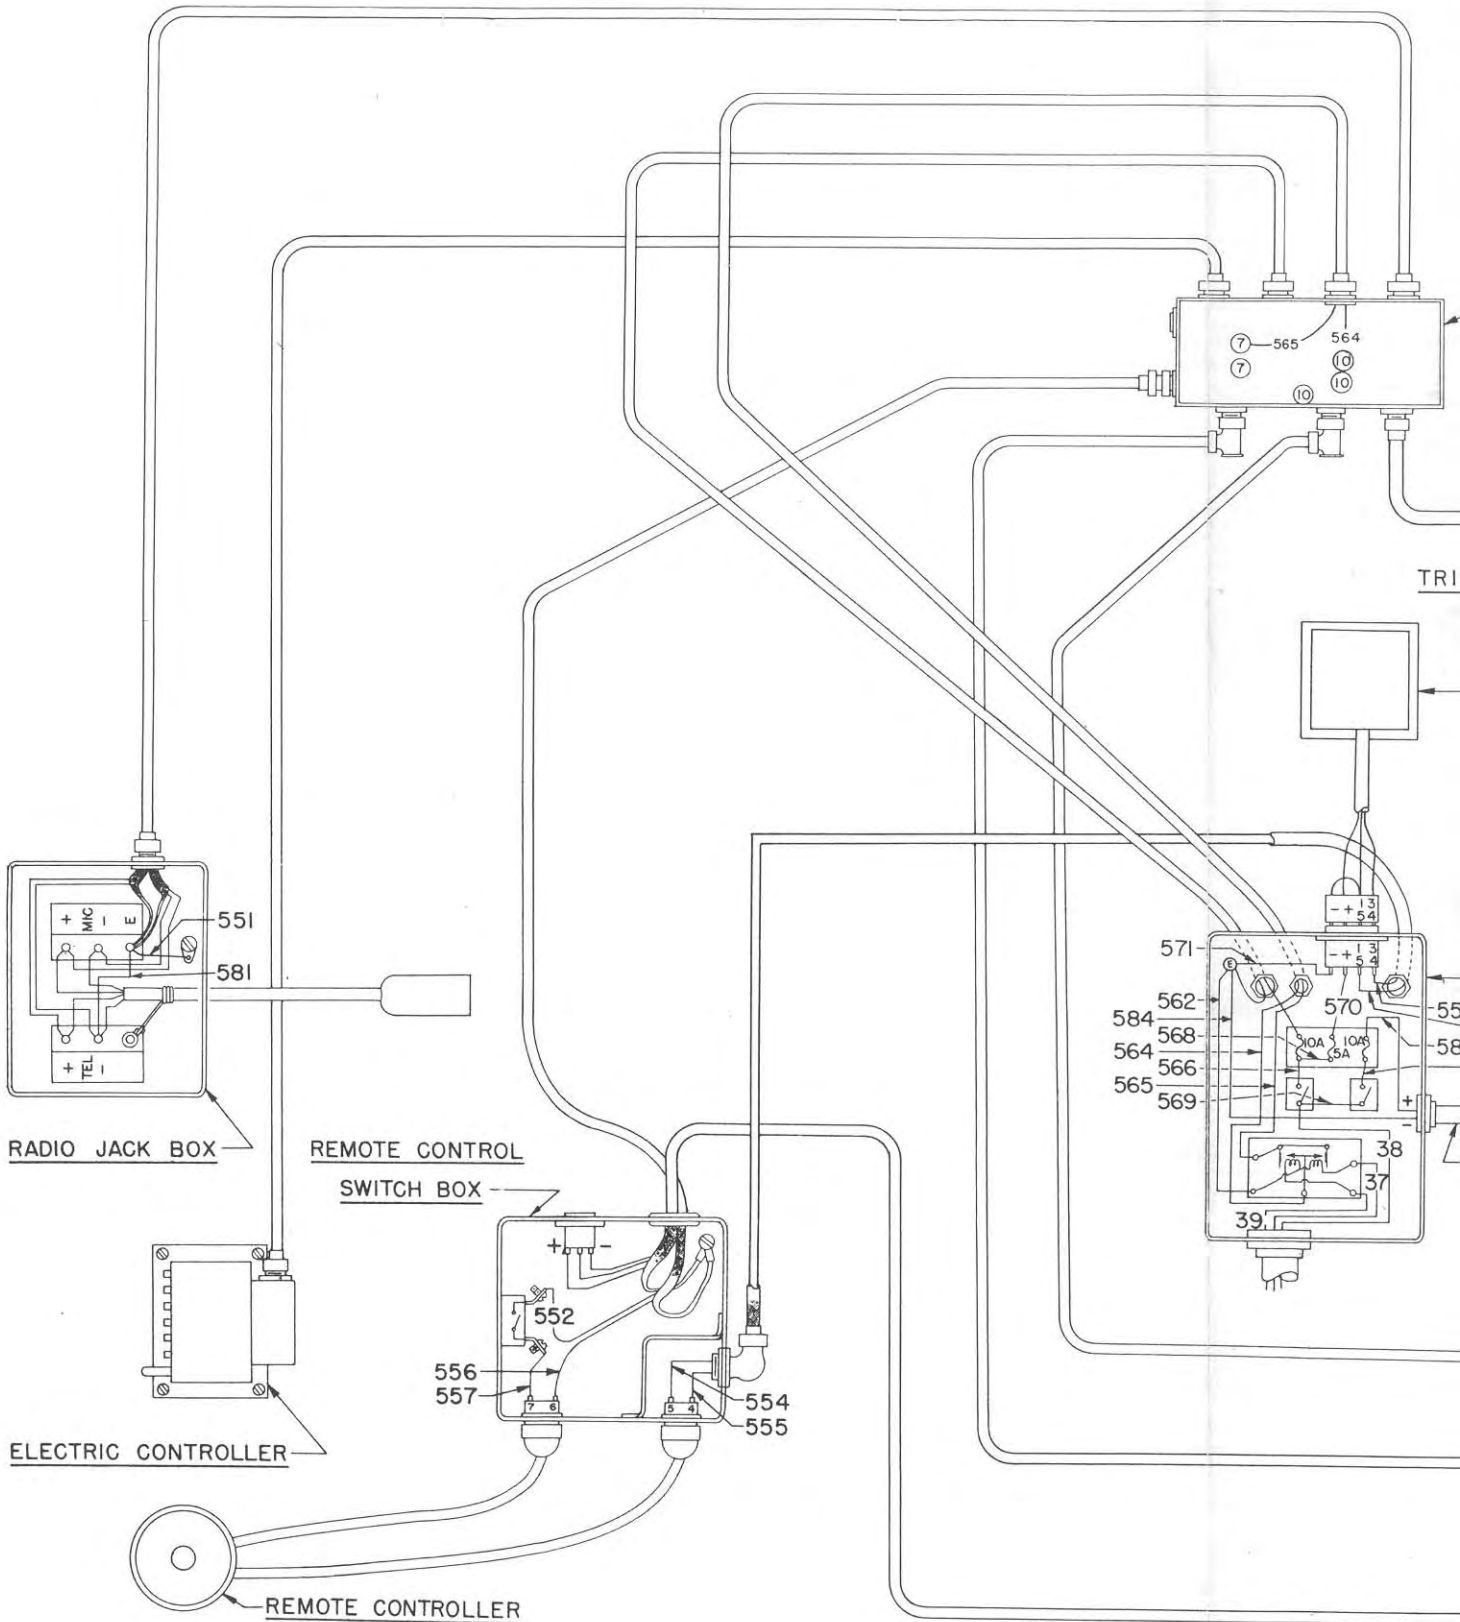 7 565 564
7 10
10
10
TRI
+ MIC - E
551
581
+ TEL -
RADIO JACK BOX
- + 1 3
5 4
- + 1 3
5 4
571
E
562
570
55
584
568
10A 5A 10A
58
564
566
565
569
+
-
38
37
39
REMOTE CONTROL
SWITCH BOX
+ -
552
556
557
7 6
5 4
554
555
ELECTRIC CONTROLLER
REMOTE CONTROLLER